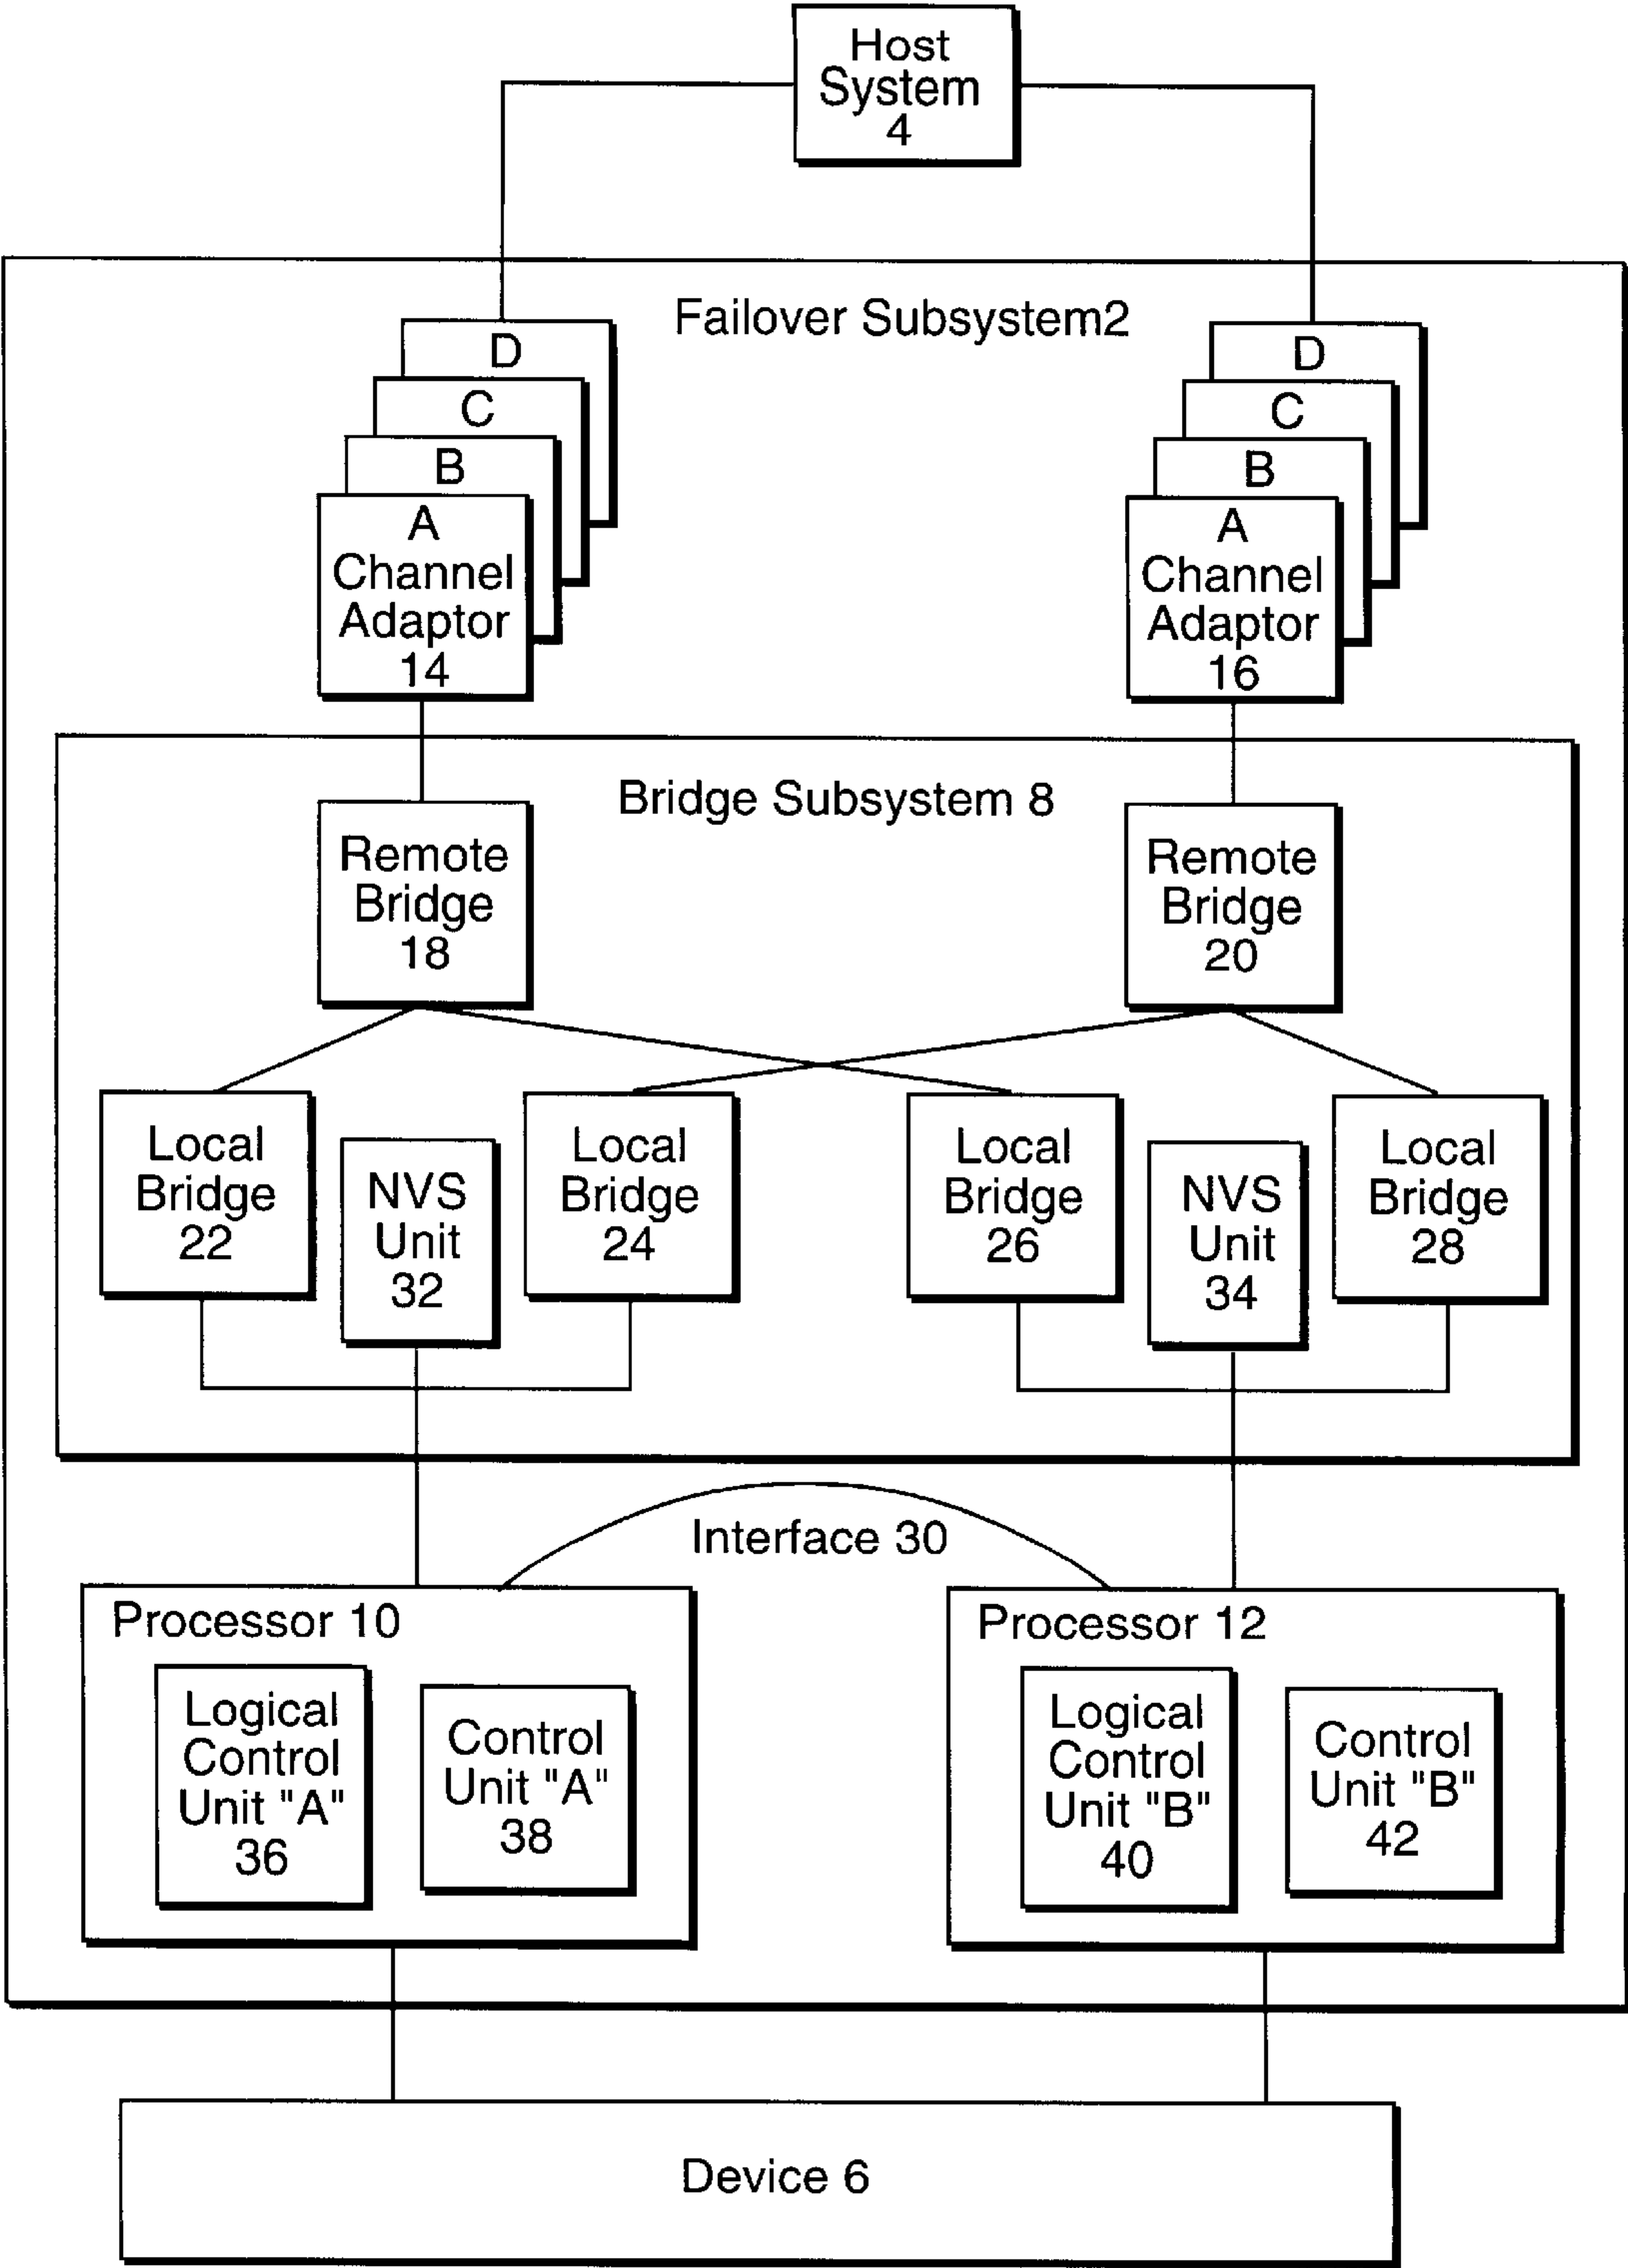 Host
System
4
Failover Subsystem2
D
C
B
A
Channel
Adaptor
14
D
C
B
A
Channel
Adaptor
16
Bridge Subsystem 8
Remote
Bridge
18
Remote
Bridge
20
Local
Bridge
22
NVS
Unit
32
Local
Bridge
24
Local
Bridge
26
NVS
Unit
34
Local
Bridge
28
Interface 30
Processor 10
Logical
Control
Unit "A"
36
Control
Unit "A"
38
Processor 12
Logical
Control
Unit "B"
40
Control
Unit "B"
42
Device 6